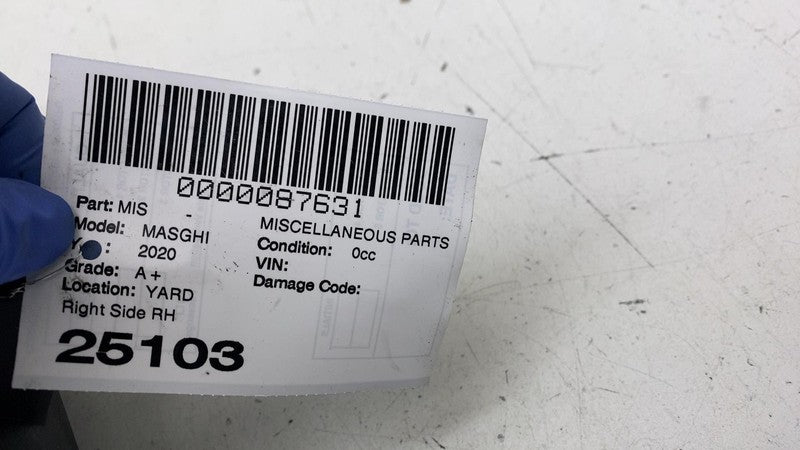 0000087631
Part: MIS - MISCELLANEOUS PARTS
Model: MASGHI Condition: 0cc
Y : 2020 VIN:
Grade: A+ Damage Code:
Location: YARD
Right Side RH
25103